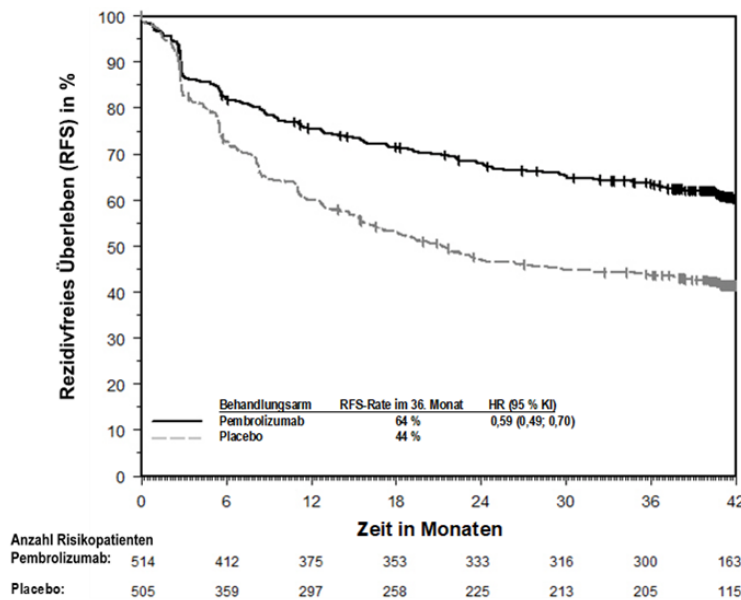 Rezidivfreies Überleben (RFS) in %
100
90
80
70
60
50
40
30
20
10
0
Behandlungsarm RFS-Rate im 36. Monat HR (95 % KI)
Pembrolizumab 64 % 0,59 (0,49; 0,70)
Placebo 44 %
0 6 12 18 24 30 36 42
Zeit in Monaten
Anzahl Risikopatienten
Pembrolizumab: 514 412 375 353 333 316 300 163
Placebo: 505 359 297 258 225 213 205 115